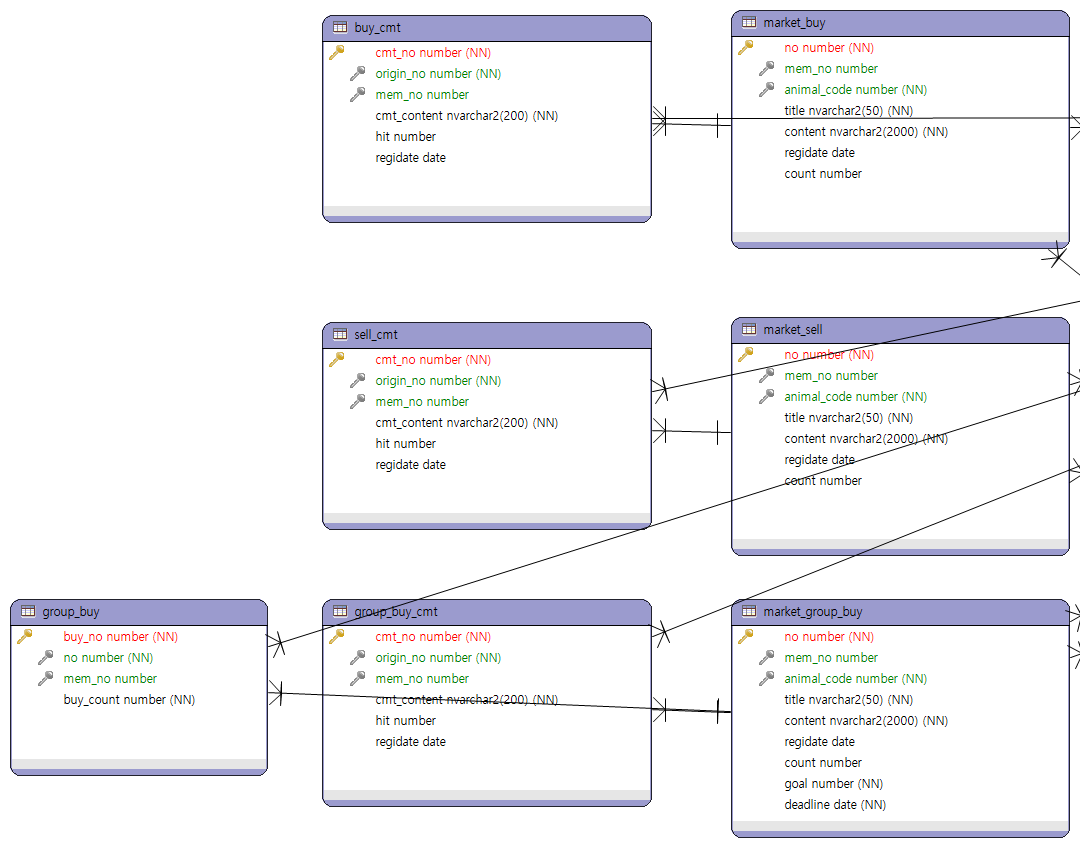 buy_cmt
cmt_no number (NN)
origin_no number (NN)
mem_no number
cmt_content nvarchar2(200) (NN)
hit number
regidate date
market_buy
no number (NN)
mem_no number
animal_code number (NN)
title nvarchar2(50) (NN)
content nvarchar2(2000) (NN)
regidate date
count number
sell_cmt
cmt_no number (NN)
origin_no number (NN)
mem_no number
cmt_content nvarchar2(200) (NN)
hit number
regidate date
market_sell
no number (NN)
mem_no number
animal_code number (NN)
title nvarchar2(50) (NN)
content nvarchar2(2000) (NN)
regidate date
count number
group_buy
buy_no number (NN)
no number (NN)
mem_no number
buy_count number (NN)
group_buy_cmt
cmt_no number (NN)
origin_no number (NN)
mem_no number
cmt_content nvarchar2(200) (NN)
hit number
regidate date
market_group_buy
no number (NN)
mem_no number
animal_code number (NN)
title nvarchar2(50) (NN)
content nvarchar2(2000) (NN)
regidate date
count number
goal number (NN)
deadline date (NN)